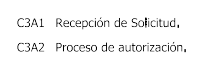 C3A1 Recepción de Solicitud,
C3A2 Proceso de autorización,